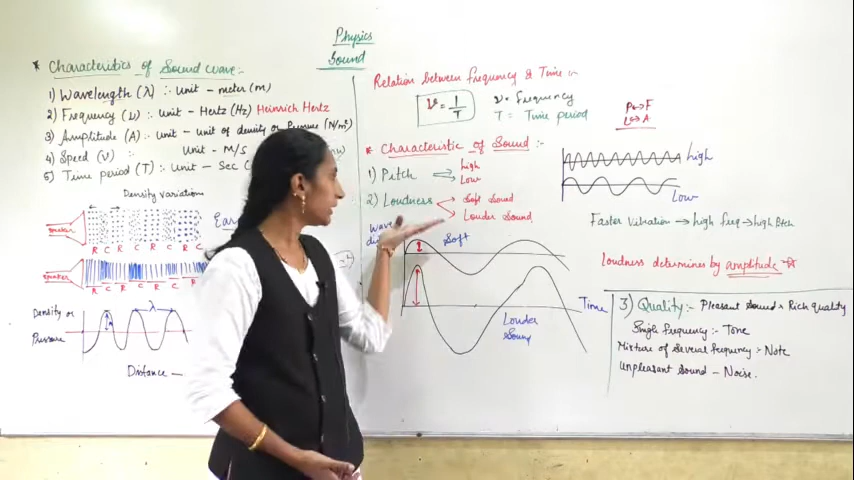 Physics
Sound
* Characteristics of Sound wave:-
1) Wavelength (λ) :- Unit - meter (m)
2) Frequency (ν) :- Unit - Hertz (Hz) Heinrich Hertz
3) Amplitude (A) :- Unit - unit of density or Pressure (N/m²)
4) Speed (v) : Unit - M/S
5) Time period (T) :- Unit - Sec
Density variations
Speaker
R C R C R C
Speaker
R C R C R C
Density or
Pressure
λ
Distance
Relation between frequency & Time :-
ν = 1/T
ν = frequency
T = Time period
P↔F
L↔A
* Characteristic of Sound :-
1) Pitch
high
Low
2) Loudness
Soft Sound
Louder Sound
Wave
Soft
Louder
Sound
Time
high
Low
Faster Vibration → high freq → high Pitch
Loudness determines by amplitude
3) Quality :- Pleasant Sound = Rich quality
Single frequency :- Tone
Mixture of Several frequency :- Note
Unpleasant Sound - Noise.